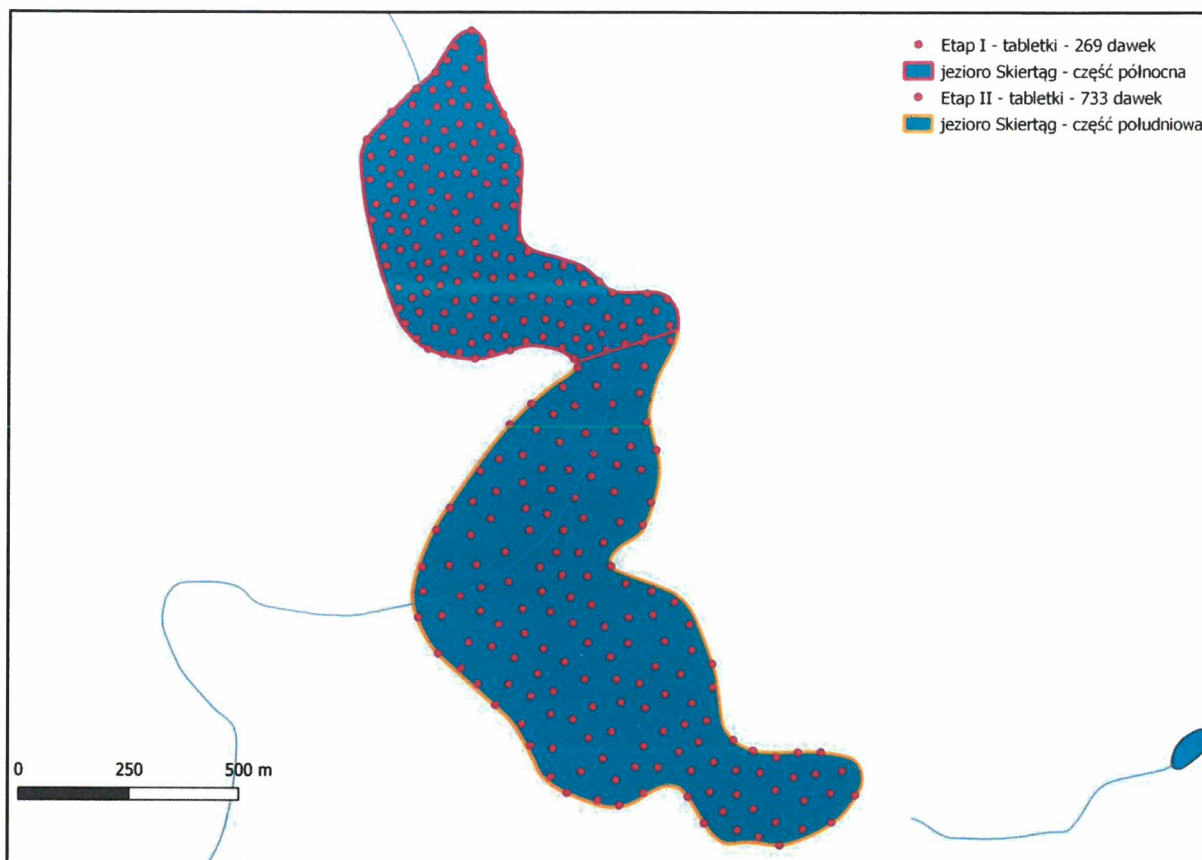 Etap I - tabletki - 269 dawek
jezioro Skiertąg - część północna
Etap II - tabletki - 733 dawek
jezioro Skiertąg - część południowa
0 250 500 m